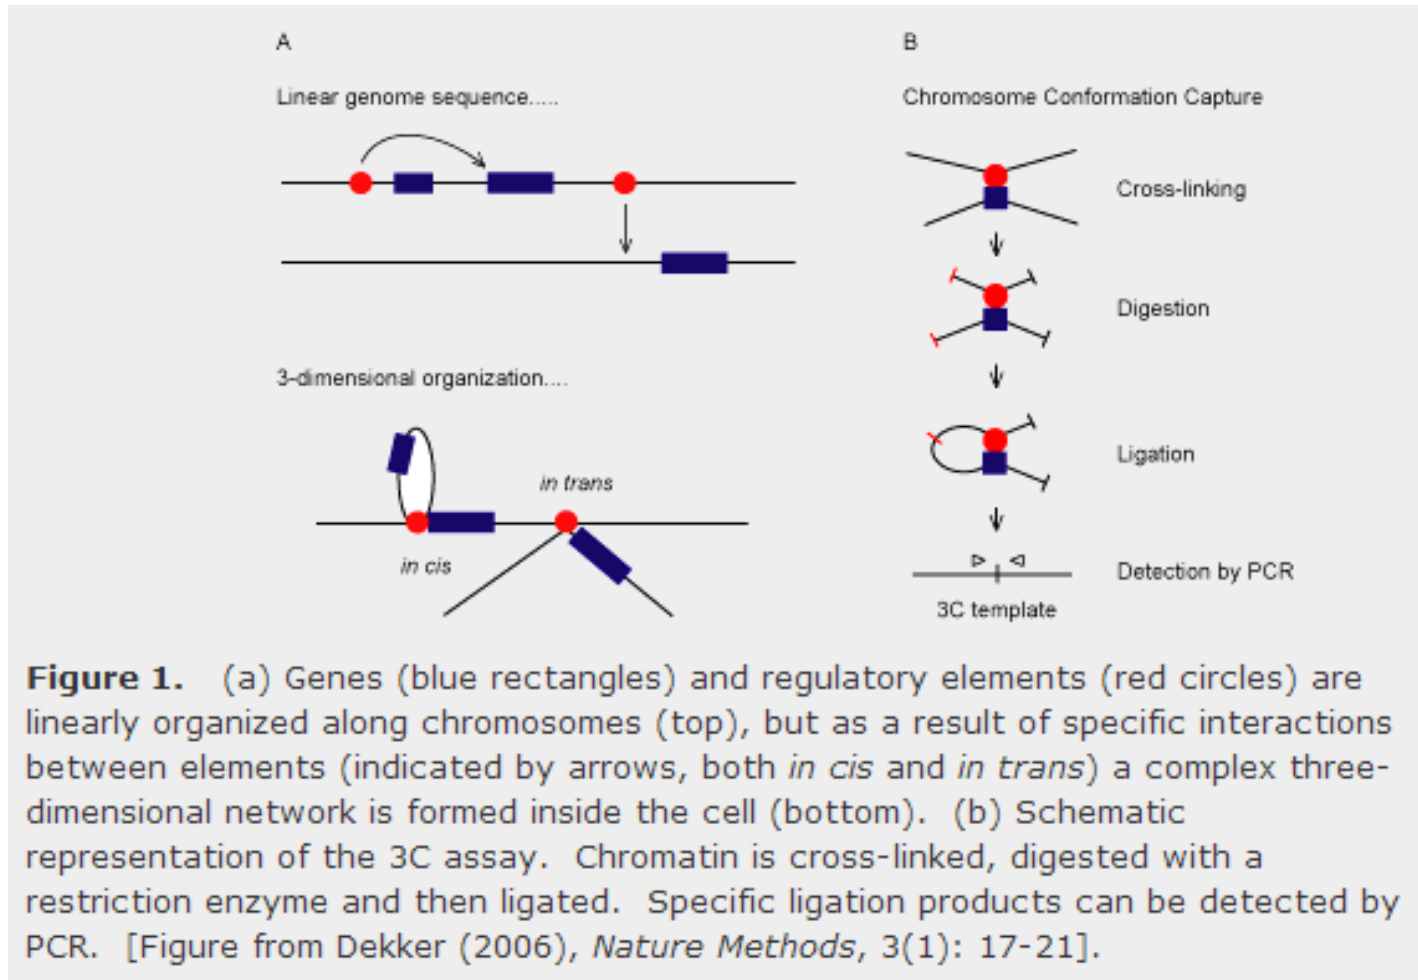 A
Linear genome sequence.....
3-dimensional organization....
in trans
in cis
B
Chromosome Conformation Capture
Cross-linking
Digestion
Ligation
Detection by PCR
3C template
Figure 1. (a) Genes (blue rectangles) and regulatory elements (red circles) are
linearly organized along chromosomes (top), but as a result of specific interactions
between elements (indicated by arrows, both in cis and in trans) a complex three-
dimensional network is formed inside the cell (bottom). (b) Schematic
representation of the 3C assay. Chromatin is cross-linked, digested with a
restriction enzyme and then ligated. Specific ligation products can be detected by
PCR. [Figure from Dekker (2006), Nature Methods, 3(1): 17-21].